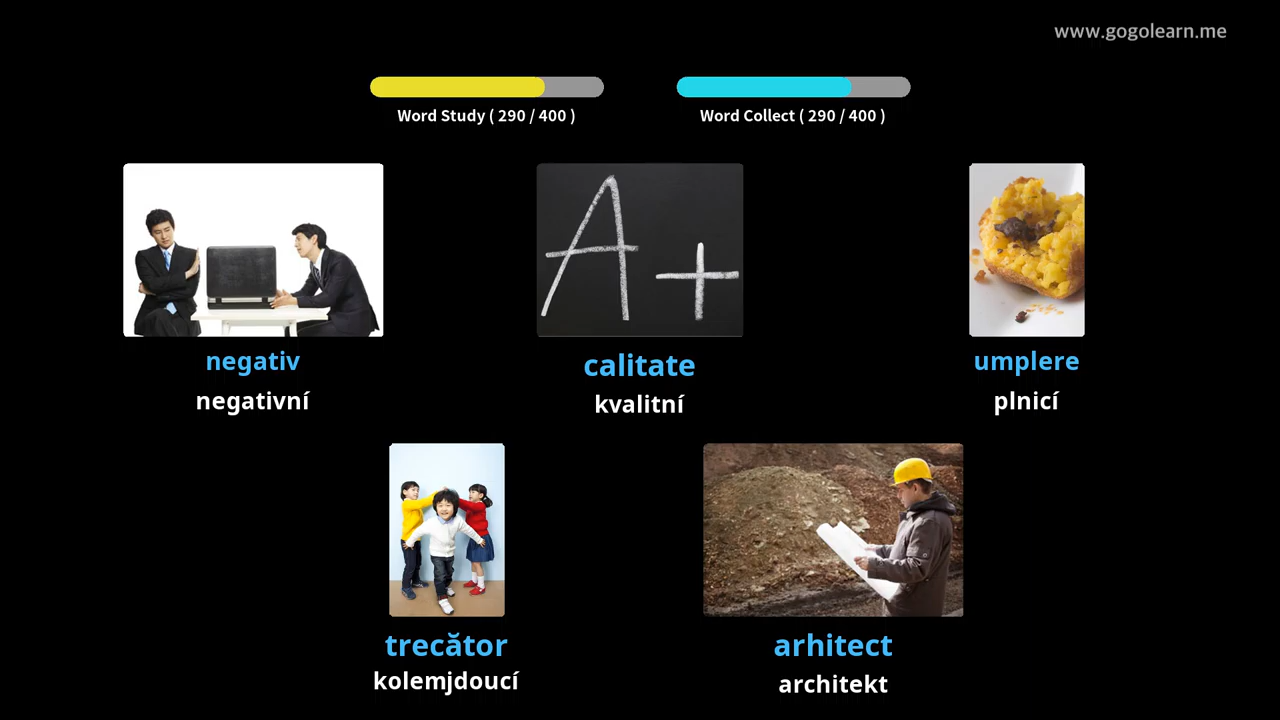 www.gogolearn.me
Word Study ( 290 / 400 )
Word Collect ( 290 / 400 )
A+
negativ
negativní
calitate
kvalitní
umplere
plnicí
trecător
kolemjdoucí
arhitect
architekt